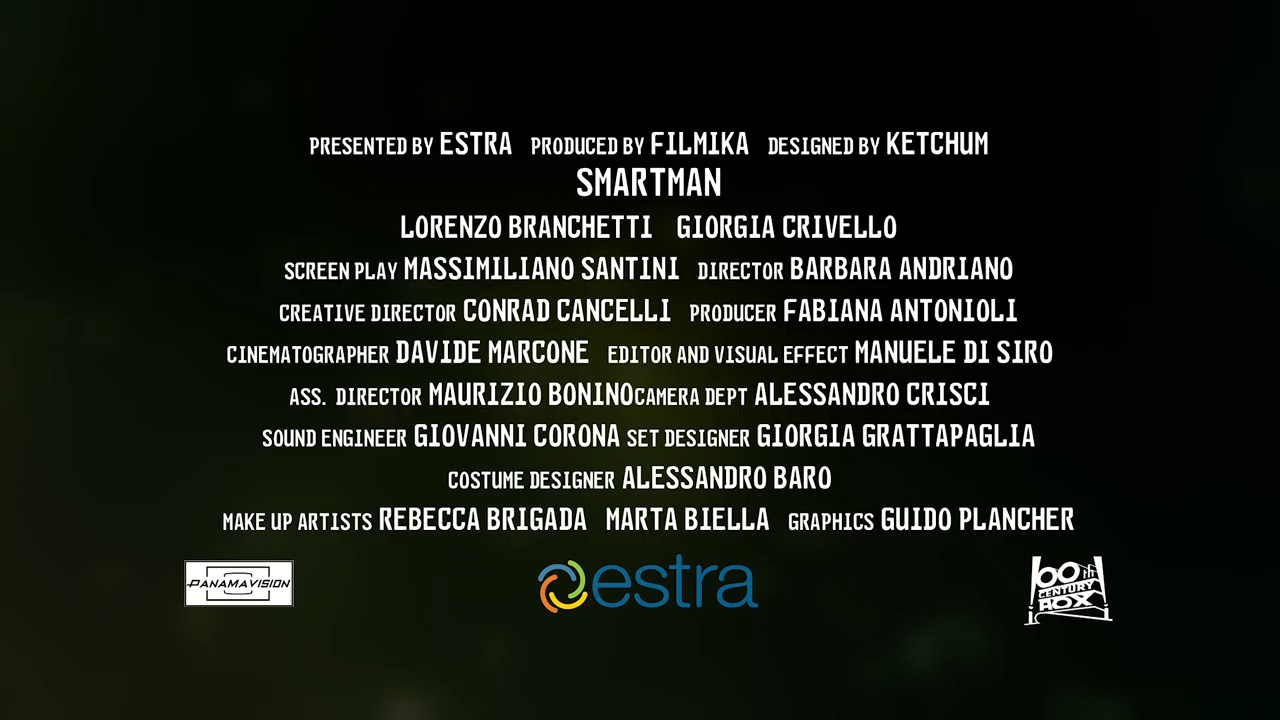 PRESENTED BY ESTRA PRODUCED BY FILMIKA DESIGNED BY KETCHUM
SMARTMAN
LORENZO BRANCHETTI GIORGIA CRIVELLO
SCREEN PLAY MASSIMILIANO SANTINI DIRECTOR BARBARA ANDRIANO
CREATIVE DIRECTOR CONRAD CANCELLI PRODUCER FABIANA ANTONIOLI
CINEMATOGRAPHER DAVIDE MARCONE EDITOR AND VISUAL EFFECT MANUELE DI SIRO
ASS. DIRECTOR MAURIZIO BONINOCAMERA DEPT ALESSANDRO CRISCI
SOUND ENGINEER GIOVANNI CORONA SET DESIGNER GIORGIA GRATTAPAGLIA
COSTUME DESIGNER ALESSANDRO BARO
MAKE UP ARTISTS REBECCA BRIGADA MARTA BIELLA GRAPHICS GUIDO PLANCHER
PANAMAVISION
estra
60th
CENTURY
AOX